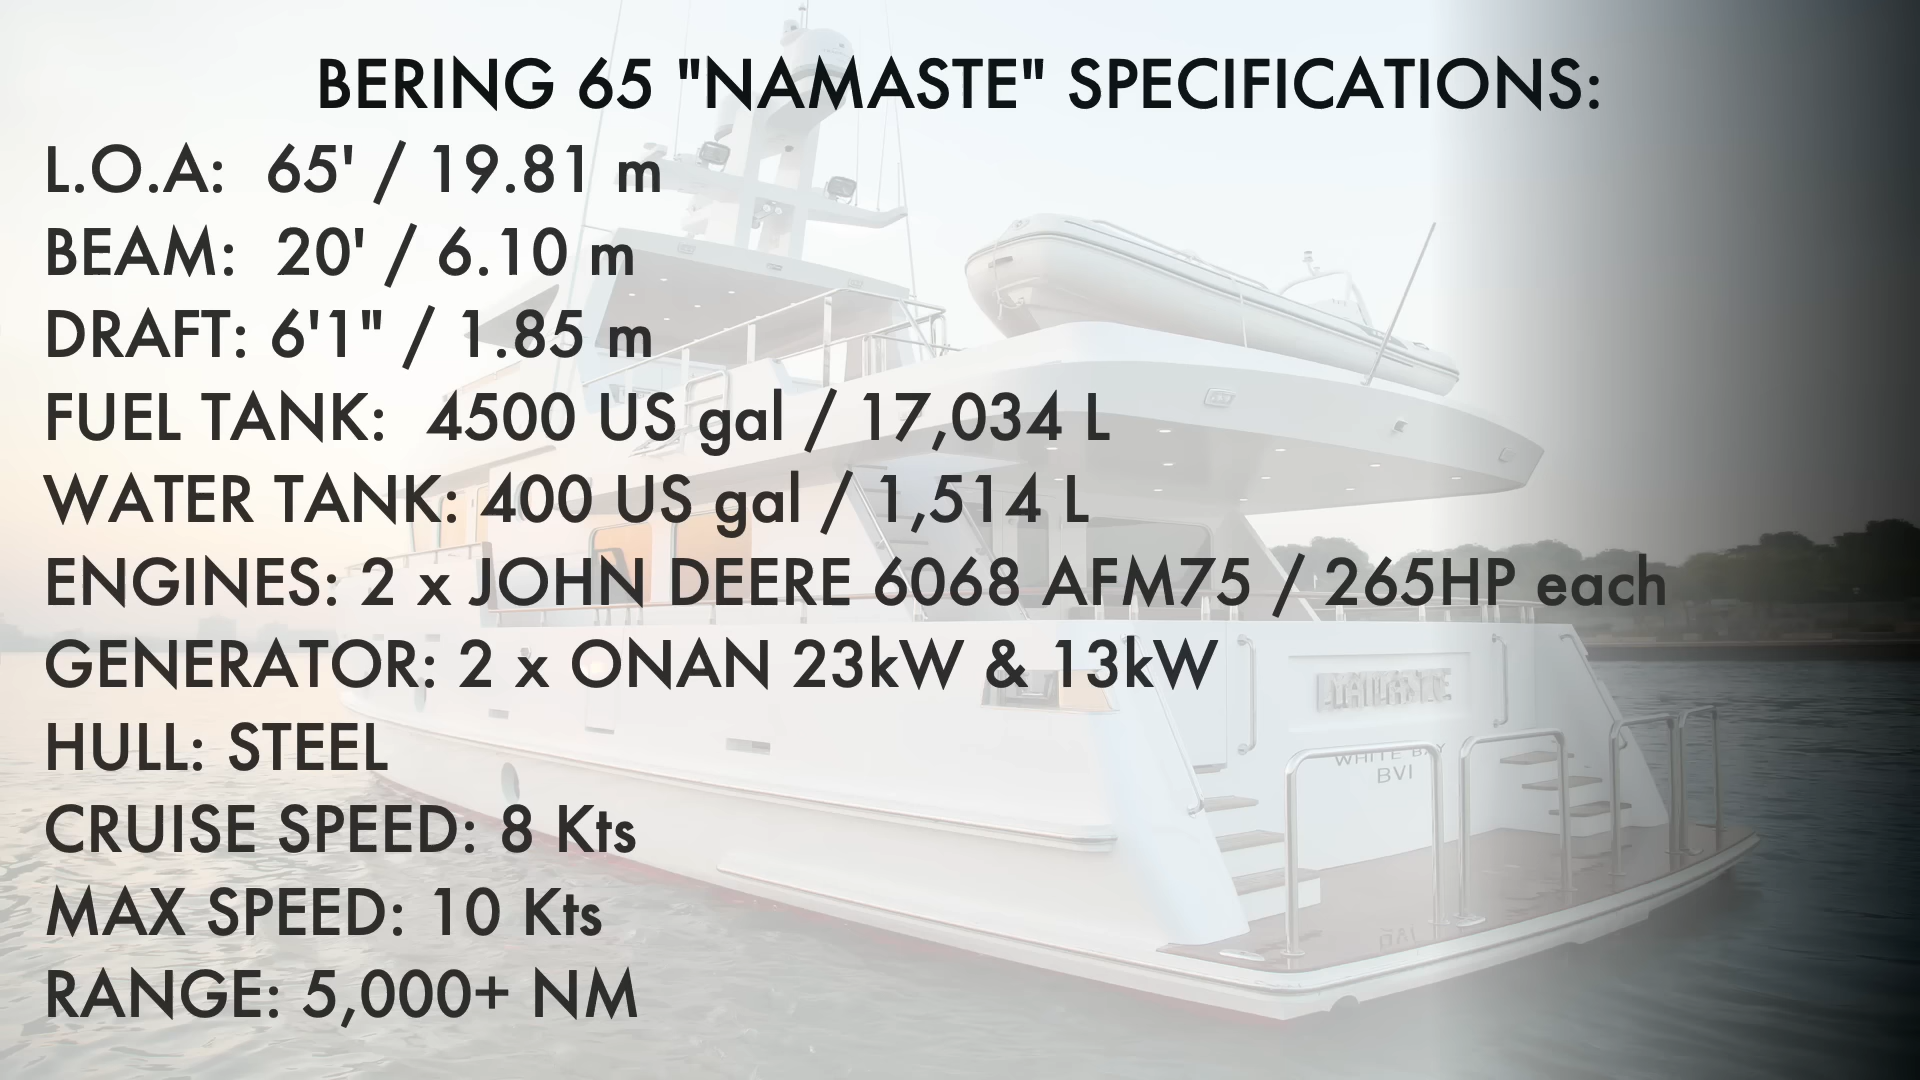 BERING 65 "NAMASTE" SPECIFICATIONS:
L.O.A: 65' / 19.81 m
BEAM: 20' / 6.10 m
DRAFT: 6'1" / 1.85 m
FUEL TANK: 4500 US gal / 17,034 L
WATER TANK: 400 US gal / 1,514 L
ENGINES: 2 x JOHN DEERE 6068 AFM75 / 265HP each
GENERATOR: 2 x ONAN 23kW & 13kW
NAMASTE
HULL: STEEL
WHITE BAY
BVI
CRUISE SPEED: 8 Kts
MAX SPEED: 10 Kts
RANGE: 5,000+ NM